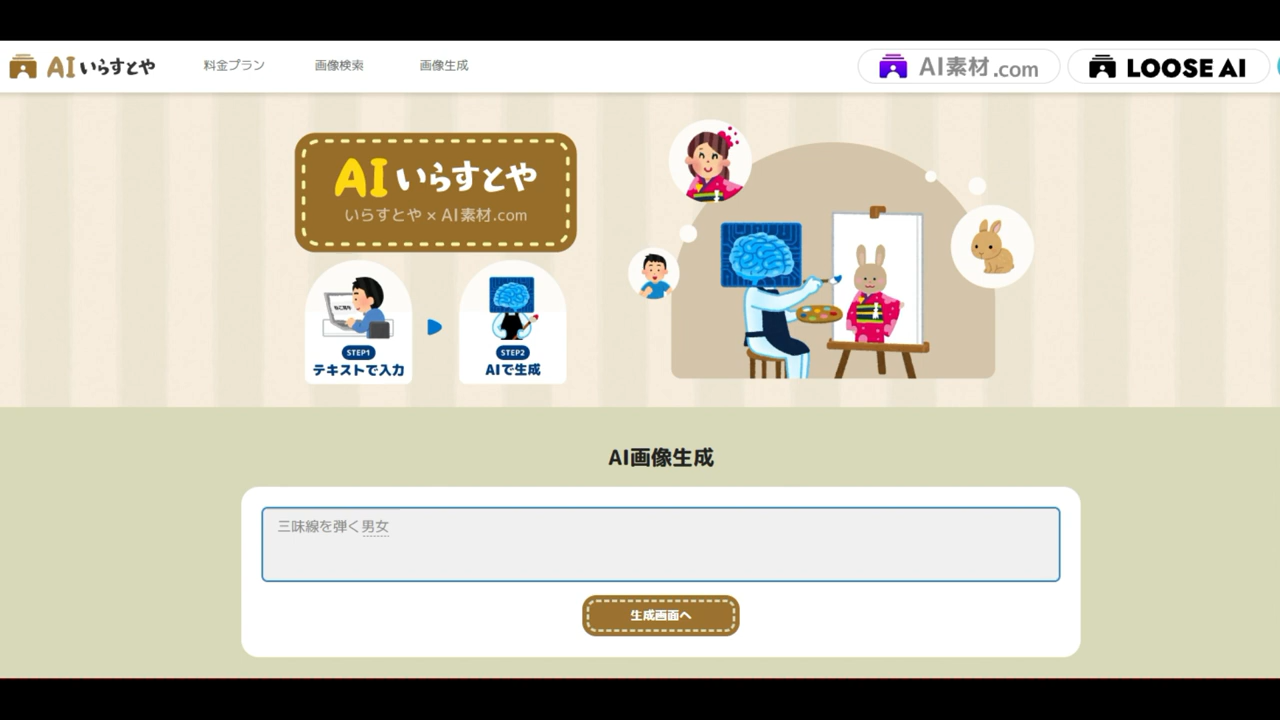 AIいらすとや
料金プラン
画像検索
画像生成
AI素材.com
LOOSE AI
AIいらすとや
いらすとや × AI素材.com
STEP1
テキストで入力
STEP2
AIで生成
AI画像生成
三味線を弾く男女
生成画面へ